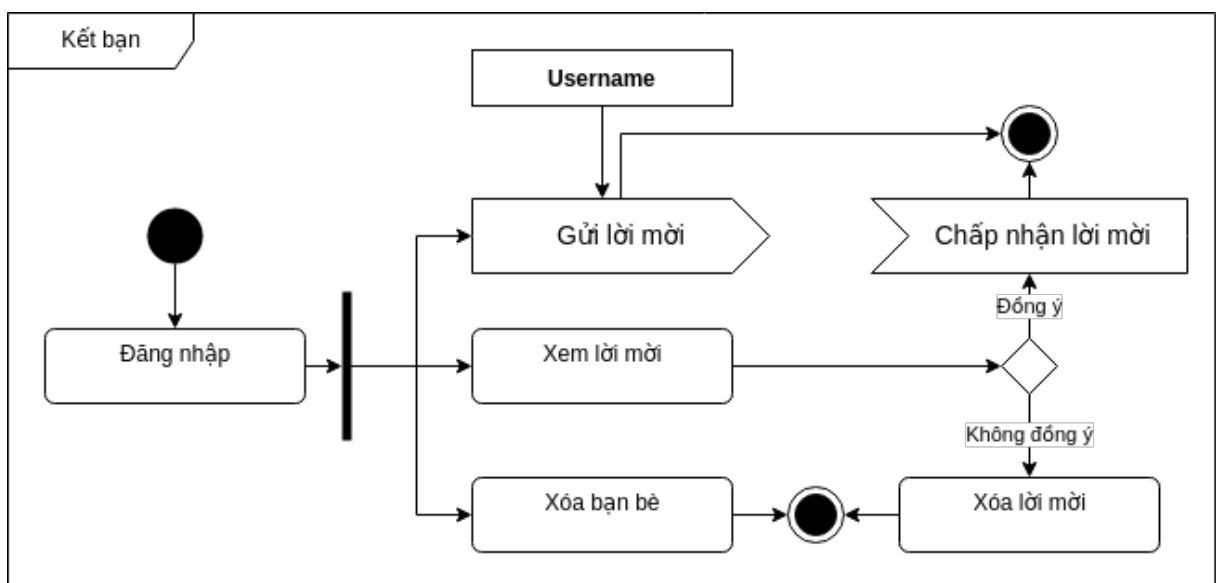 Kết bạn
Username
Gửi lời mời
Chấp nhận lời mời
Đồng ý
Đăng nhập
Xem lời mời
Không đồng ý
Xóa bạn bè
Xóa lời mời